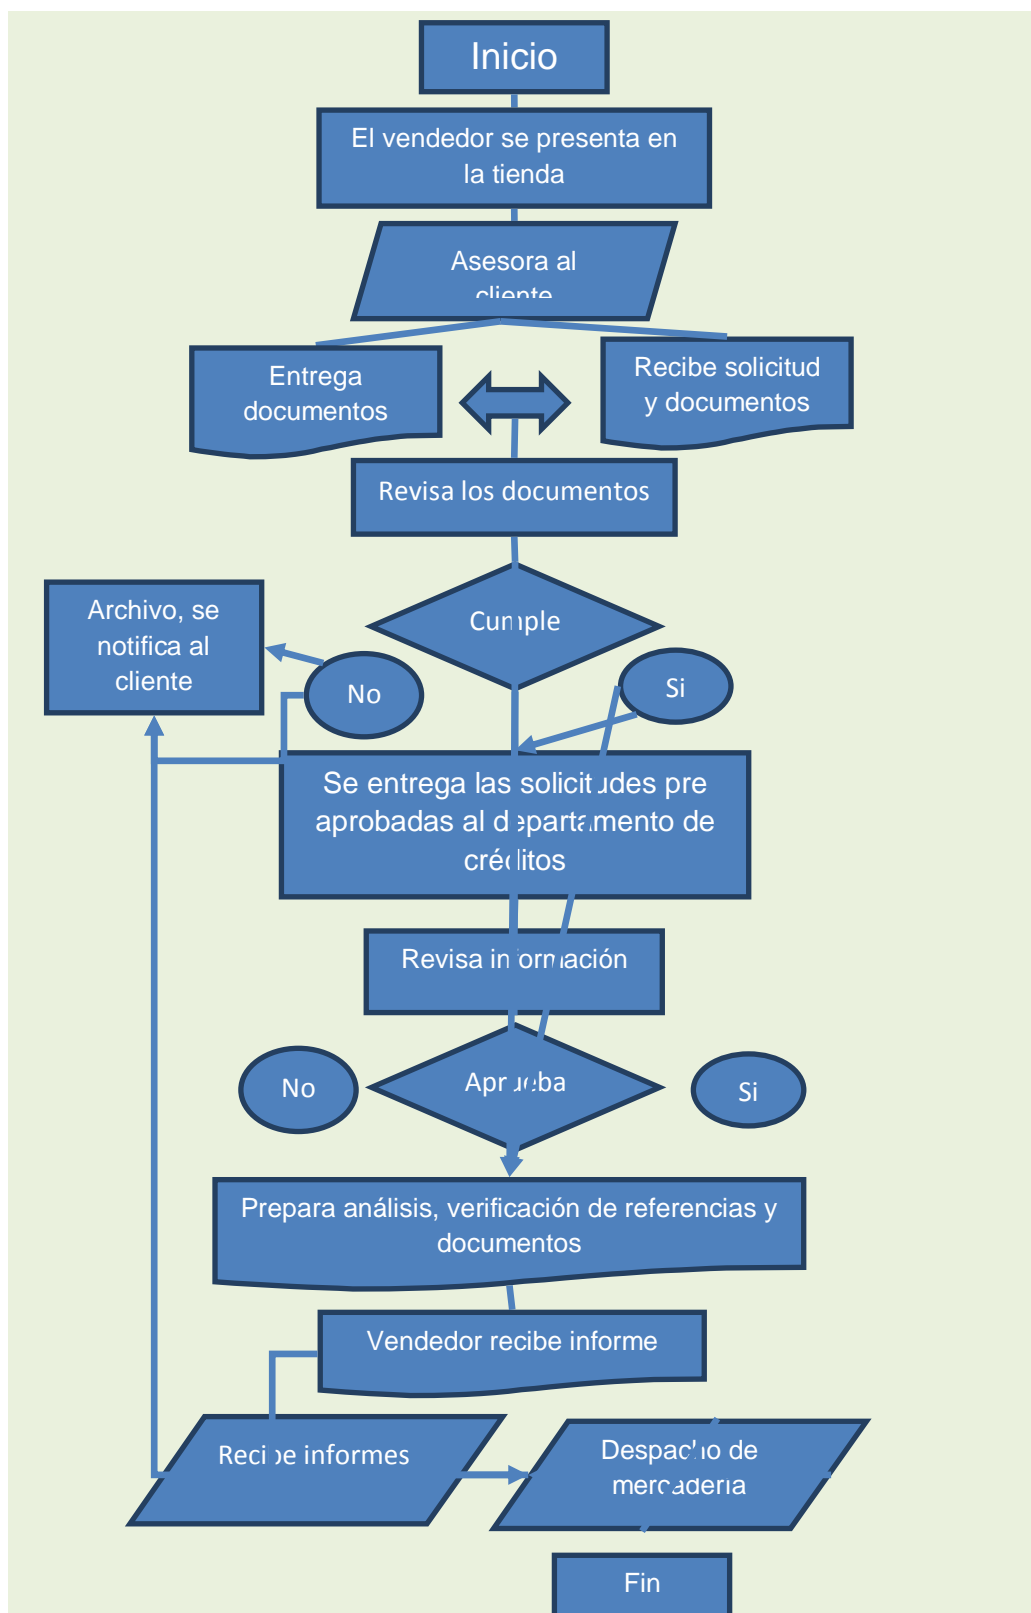 Inicio
El vendedor se presenta en
la tienda
Asesora al
cliente
Entrega
documentos
Recibe solicitud
y documentos
Revisa los documentos
Cumple
Archivo, se
notifica al
cliente
No
Si
Se entrega las solicitudes pre
aprobadas al departamento de
créditos
Revisa información
No
Aprueba
Si
Prepara análisis, verificación de referencias y
documentos
Vendedor recibe informe
Recibe informes
Despacho de
mercadería
Fin